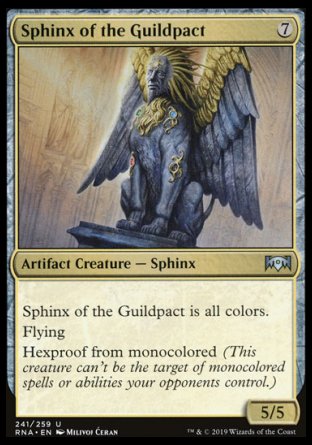 Sphinx of the Guildpact 7
Artifact Creature — Sphinx
Sphinx of the Guildpact is all colors.
Flying
Hexproof from monocolored (This
creature can't be the target of monocolored
spells or abilities your opponents control.)
5/5
241/259 U
RNA • EN Milivoj Ćeran ™ & © 2019 Wizards of the Coast